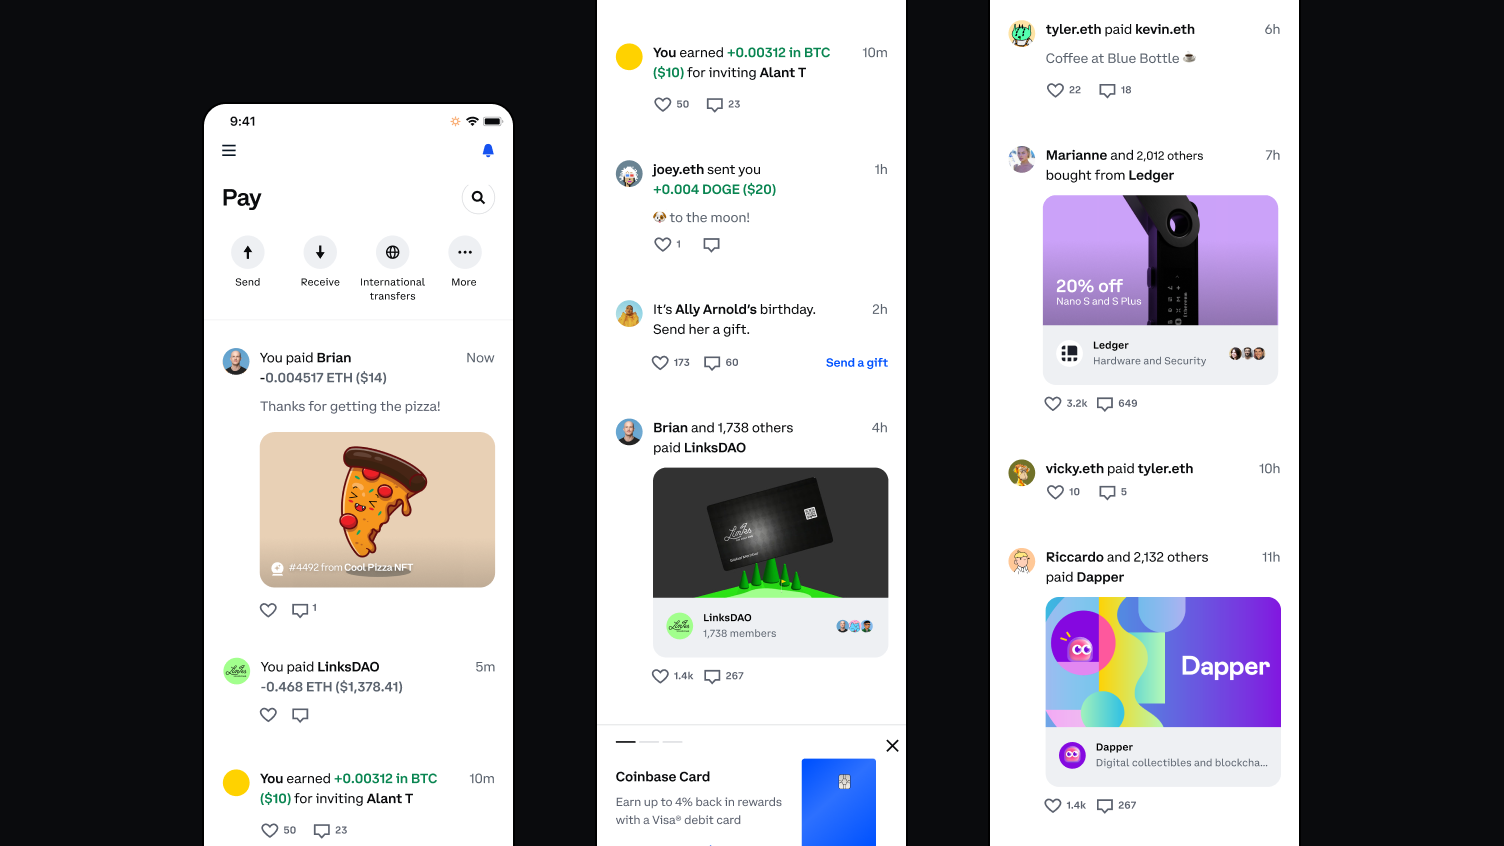 9:41
Pay
Send
Receive
International
transfers
More
You paid Brian
Now
-0.004517 ETH ($14)
Thanks for getting the pizza!
#4492 from Cool Pizza NFT
1
You paid LinksDAO
5m
-0.468 ETH ($1,378.41)
You earned +0.00312 in BTC
10m
($10) for inviting Alant T
50
23
You earned +0.00312 in BTC
10m
($10) for inviting Alant T
50
23
joey.eth sent you
1h
+0.004 DOGE ($20)
🐶 to the moon!
1
It's Ally Arnold's birthday.
2h
Send her a gift.
173
60
Send a gift
Brian and 1,738 others
4h
paid LinksDAO
Links
LinksDAO
1,738 members
1.4k
267
Coinbase Card
Earn up to 4% back in rewards
with a Visa® debit card
tyler.eth paid kevin.eth
6h
Coffee at Blue Bottle ☕
22
18
Marianne and 2,012 others
7h
bought from Ledger
20% off
Nano S and S Plus
Ethereum
Ledger
Hardware and Security
3.2k
649
vicky.eth paid tyler.eth
10h
10
5
Riccardo and 2,132 others
11h
paid Dapper
Dapper
Dapper
Digital collectibles and blockcha...
1.4k
267